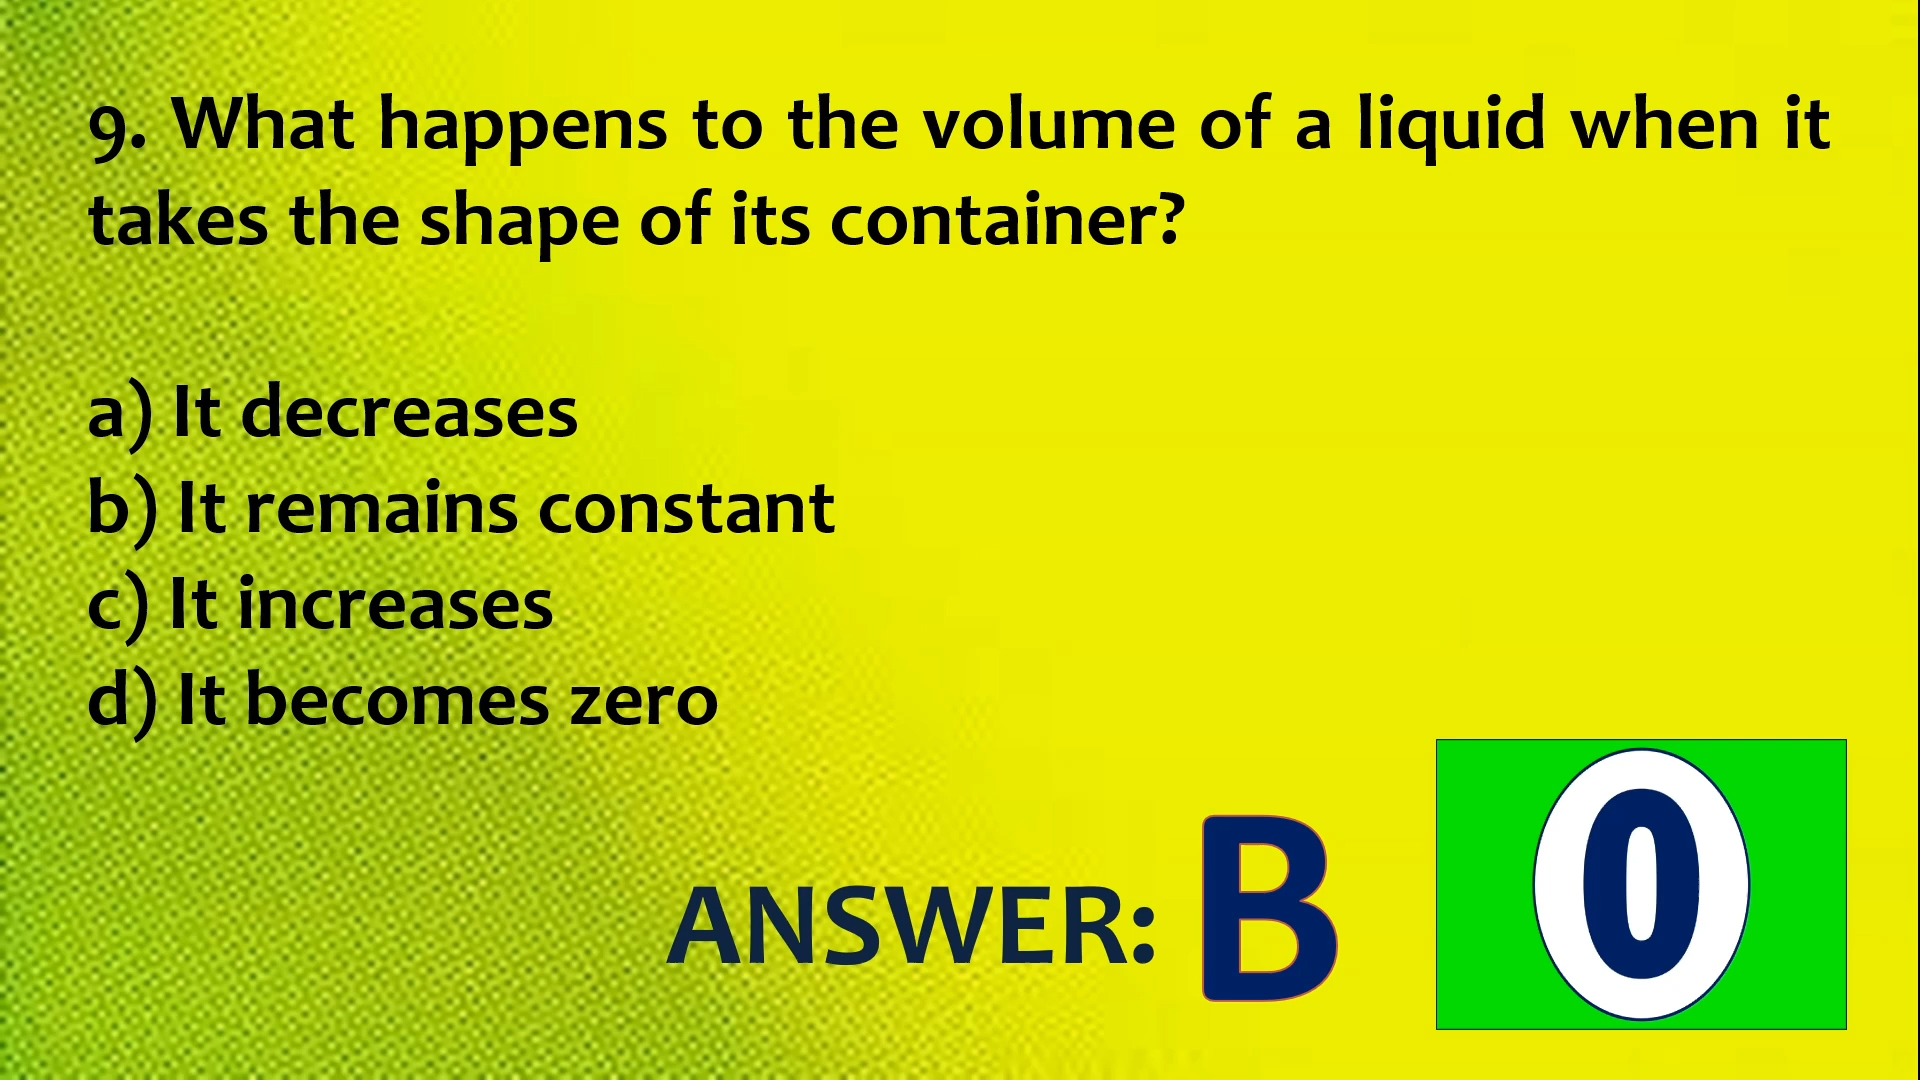 9. What happens to the volume of a liquid when it
takes the shape of its container?
a) It decreases
b) It remains constant
c) It increases
d) It becomes zero
ANSWER: B
0